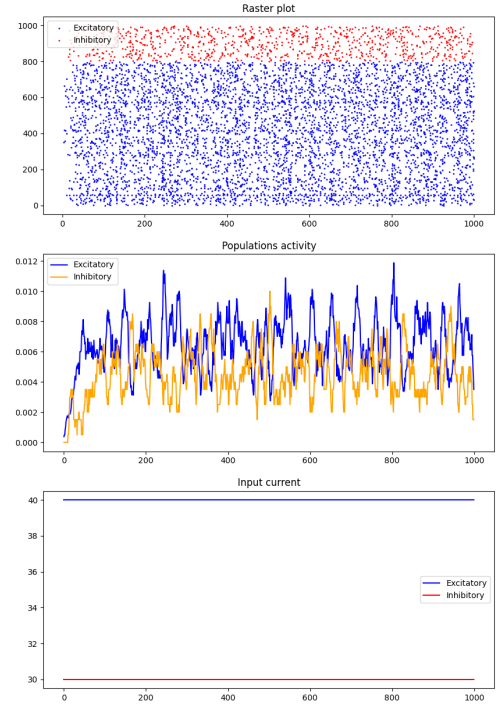 Raster plot
1000
800
600
400
200
0
Excitatory
Inhibitory
0 200 400 600 800 1000
Populations activity
0.012
0.010
0.008
0.006
0.004
0.002
0.000
Excitatory
Inhibitory
0 200 400 600 800 1000
Input current
40
38
36
34
32
30
Excitatory
Inhibitory
0 200 400 600 800 1000